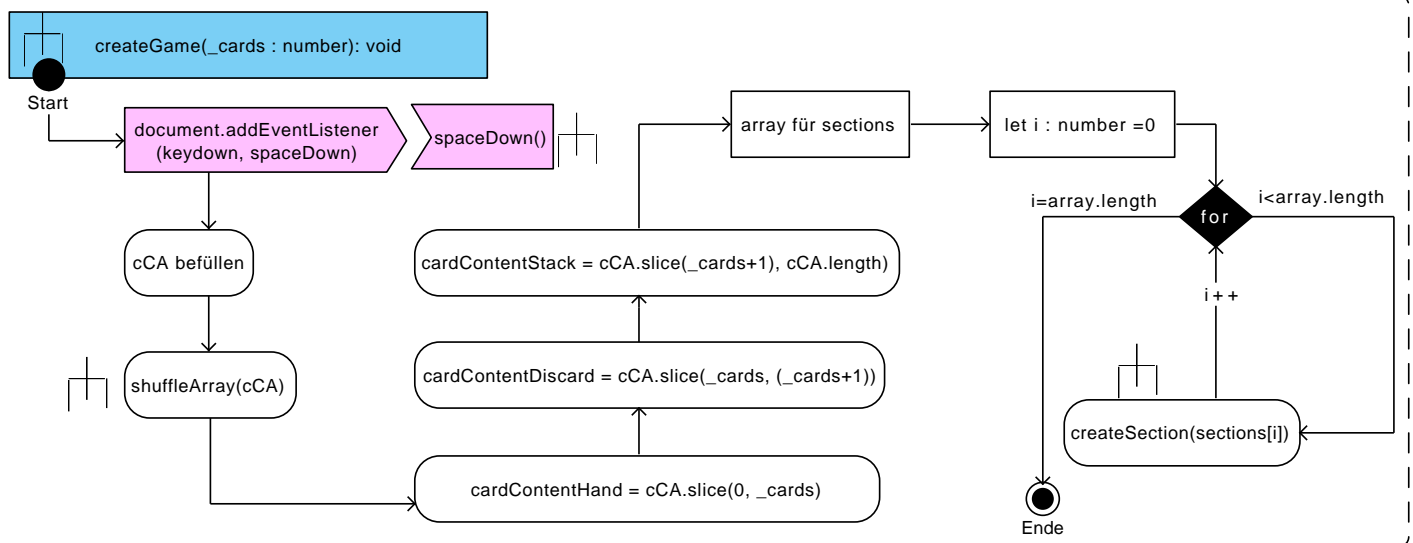 createGame(_cards : number): void
Start
document.addEventListener
(keydown, spaceDown)
spaceDown()
cCA befüllen
shuffleArray(cCA)
cardContentHand = cCA.slice(0, _cards)
cardContentDiscard = cCA.slice(_cards, (_cards+1))
cardContentStack = cCA.slice(_cards+1), cCA.length)
array für sections
let i : number =0
for
i=array.length
i<array.length
i++
createSection(sections[i])
Ende